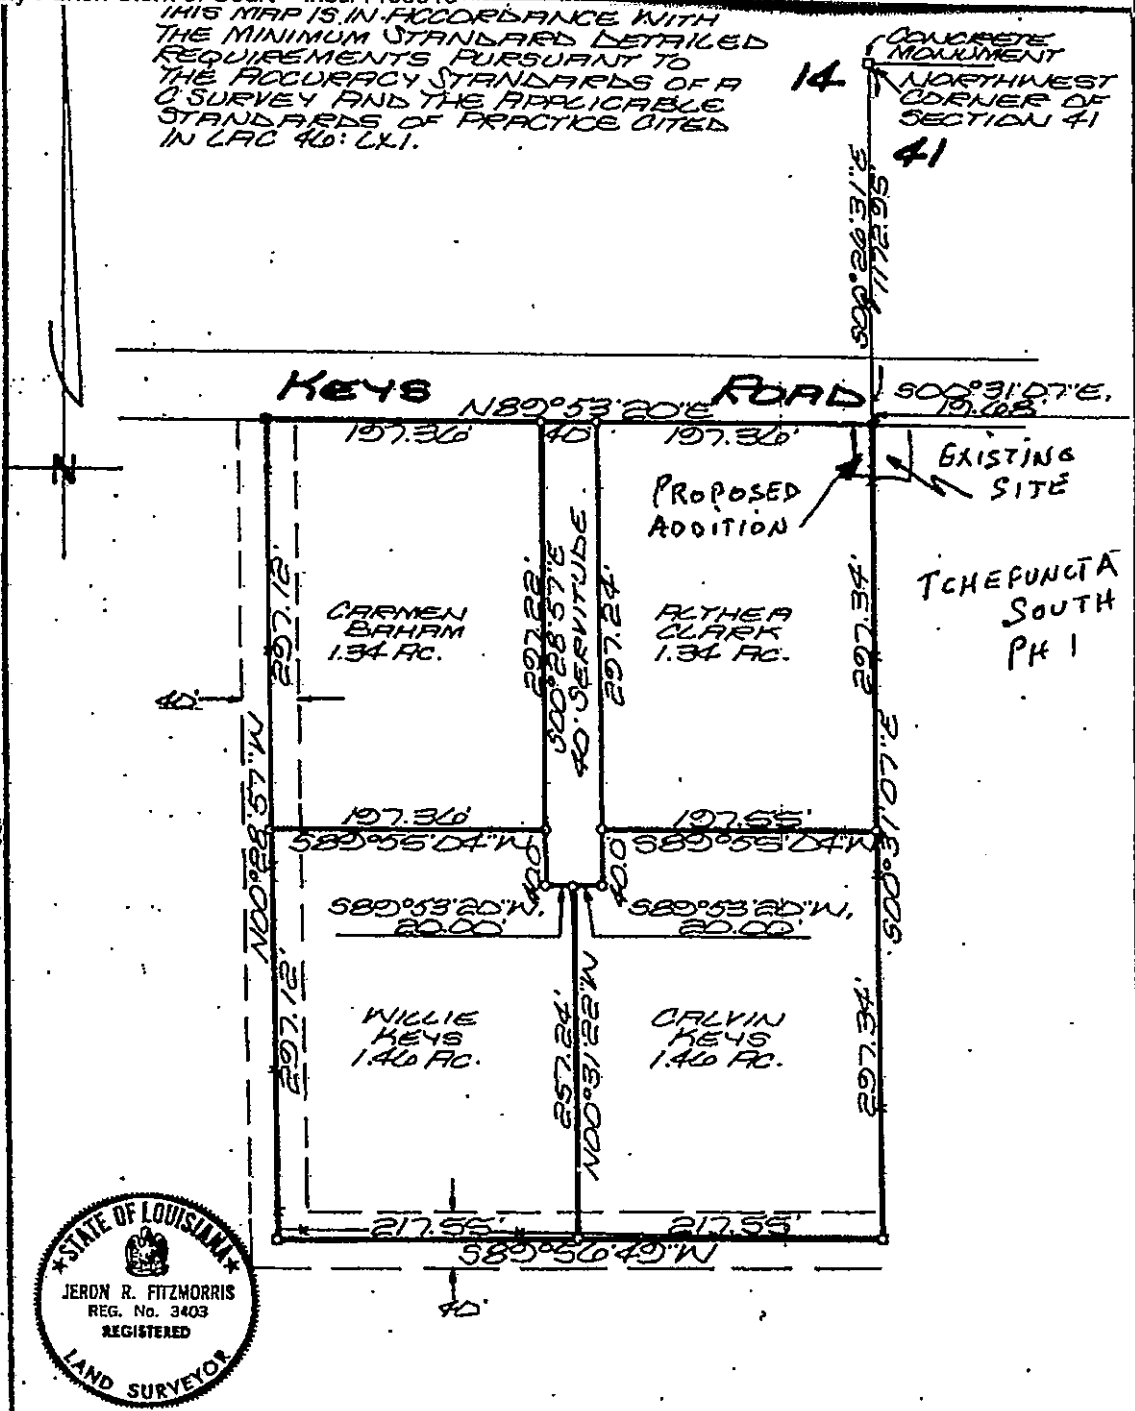 THIS MAP IS IN ACCORDANCE WITH
THE MINIMUM STANDARD DETAILED
REQUIREMENTS PURSUANT TO
THE ACCURACY STANDARDS OF A
C SURVEY AND THE APPLICABLE
STANDARDS OF PRACTICE CITED
IN LAC 46: LXI.
CONCRETE
MONUMENT
14
NORTHWEST
CORNER OF
SECTION 41
41
S00°26'31"E
KEYS ROAD
S00°31'07"E,
19.68
N89°53'20"E
197.36'
40'
197.36'
EXISTING
SITE
PROPOSED
ADDITION
N
TCHEFUNCTA
SOUTH
PH 1
297.12'
CARMEN
BAHAM
1.34 AC.
297.22'
S00°28'57"E
40' SERVITUDE
297.24'
ALTHEA
CLARK
1.34 AC.
297.34'
40'
N00°28'57"W
S00°31'07"E
197.36'
S89°55'04"W
40.0'
197.55'
S89°55'04"W
40.0'
S89°53'20"W,
20.00'
S89°53'20"W,
20.00'
297.12'
WILLIE
KEYS
1.46 AC.
257.24'
N00°31'22"W
CALVIN
KEYS
1.46 AC.
297.34'
217.55'
217.55'
S89°56'49"W
40'
STATE OF LOUISIANA
JERON R. FITZMORRIS
REG. No. 3403
REGISTERED
LAND SURVEYOR